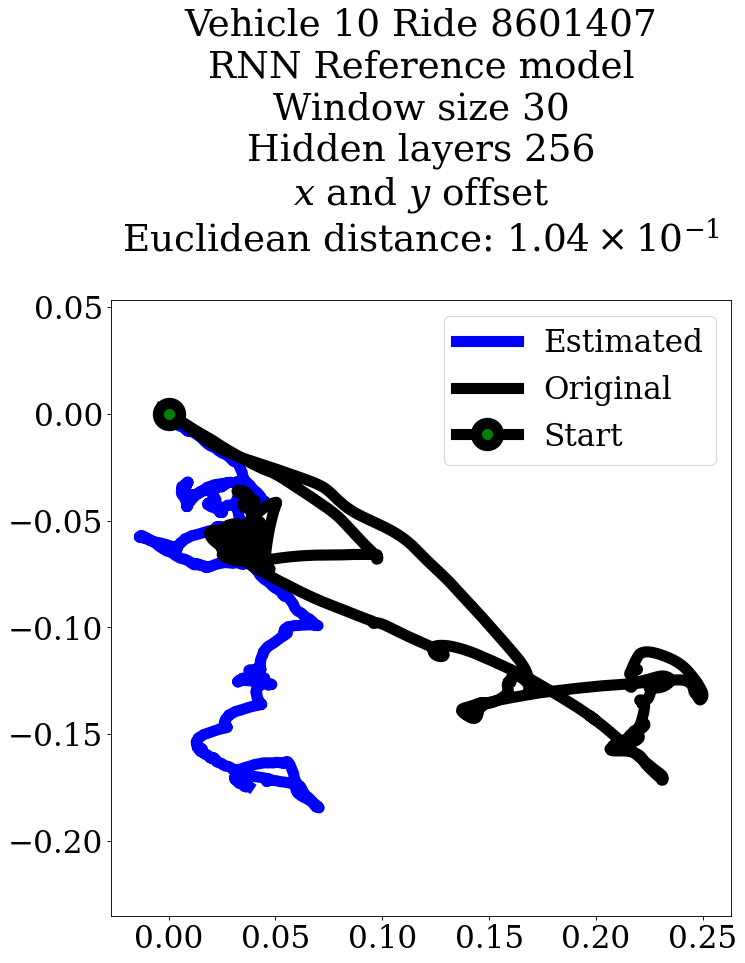 Vehicle 10 Ride 8601407
RNN Reference model
Window size 30
Hidden layers 256
x and y offset
Euclidean distance: 1.04 × 10⁻¹
Estimated
Original
Start
0.05
0.00
−0.05
−0.10
−0.15
−0.20
0.00 0.05 0.10 0.15 0.20 0.25